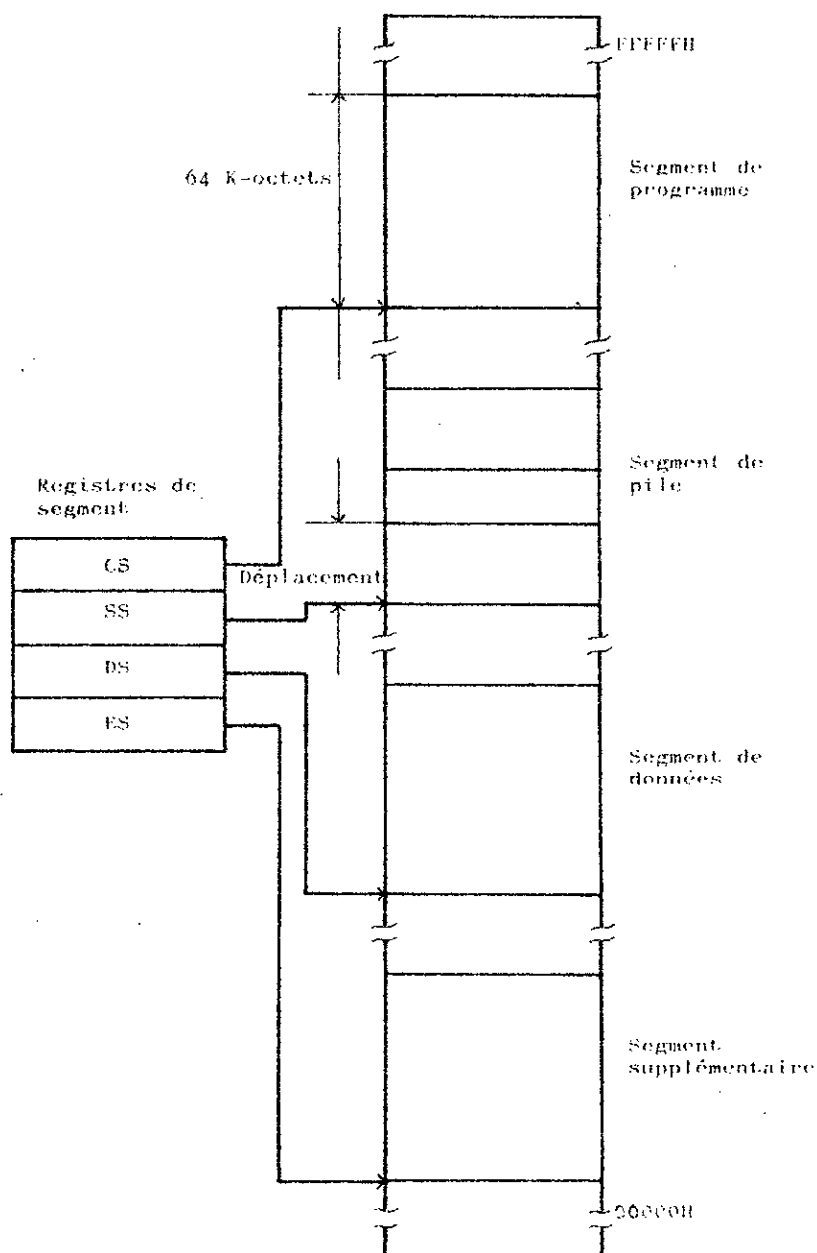 FFFFFH
64 K-octets
Segment de
programme
Segment de
pile
Registres de
segment
CS
Déplacement
SS
DS
ES
Segment de
données
Segment
supplémentaire
00000H